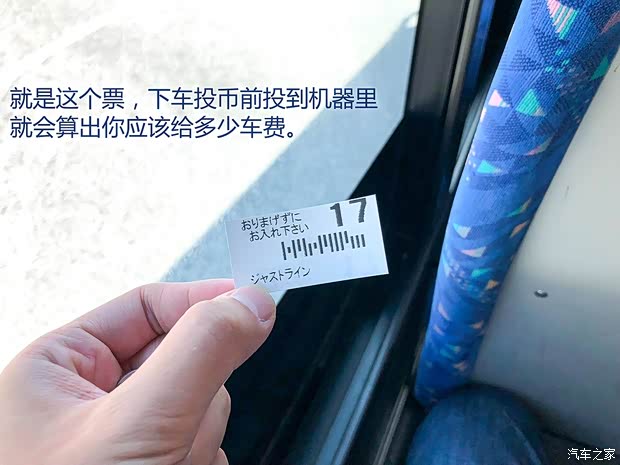 就是这个票，下车投币前投到机器里
就会算出你应该给多少车费。
17
おりまげずに
お入れ下さい
ジャストライン
汽车之家